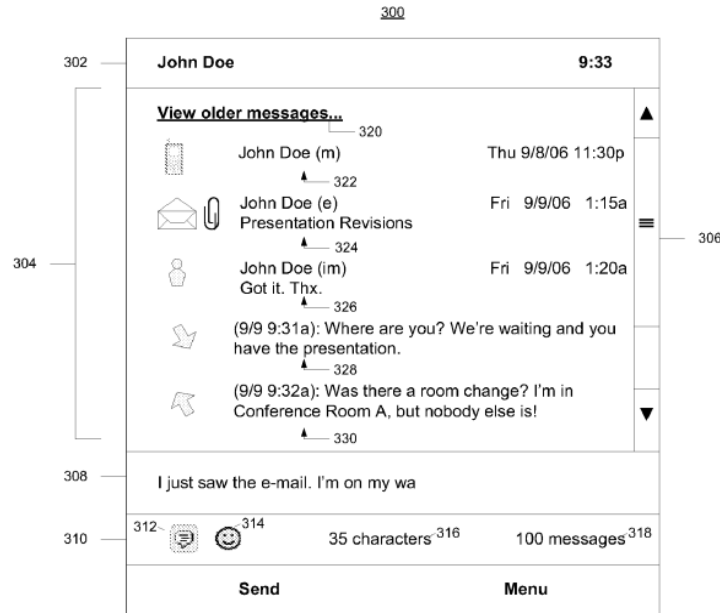 300
302
John Doe
9:33
304
View older messages...
320
John Doe (m)
Thu 9/8/06 11:30p
322
John Doe (e)
Fri 9/9/06 1:15a
Presentation Revisions
324
306
John Doe (im)
Fri 9/9/06 1:20a
Got it. Thx.
326
(9/9 9:31a): Where are you? We're waiting and you
have the presentation.
328
(9/9 9:32a): Was there a room change? I'm in
Conference Room A, but nobody else is!
330
308
I just saw the e-mail. I'm on my wa
310
312
314
35 characters
316
100 messages
318
Send
Menu